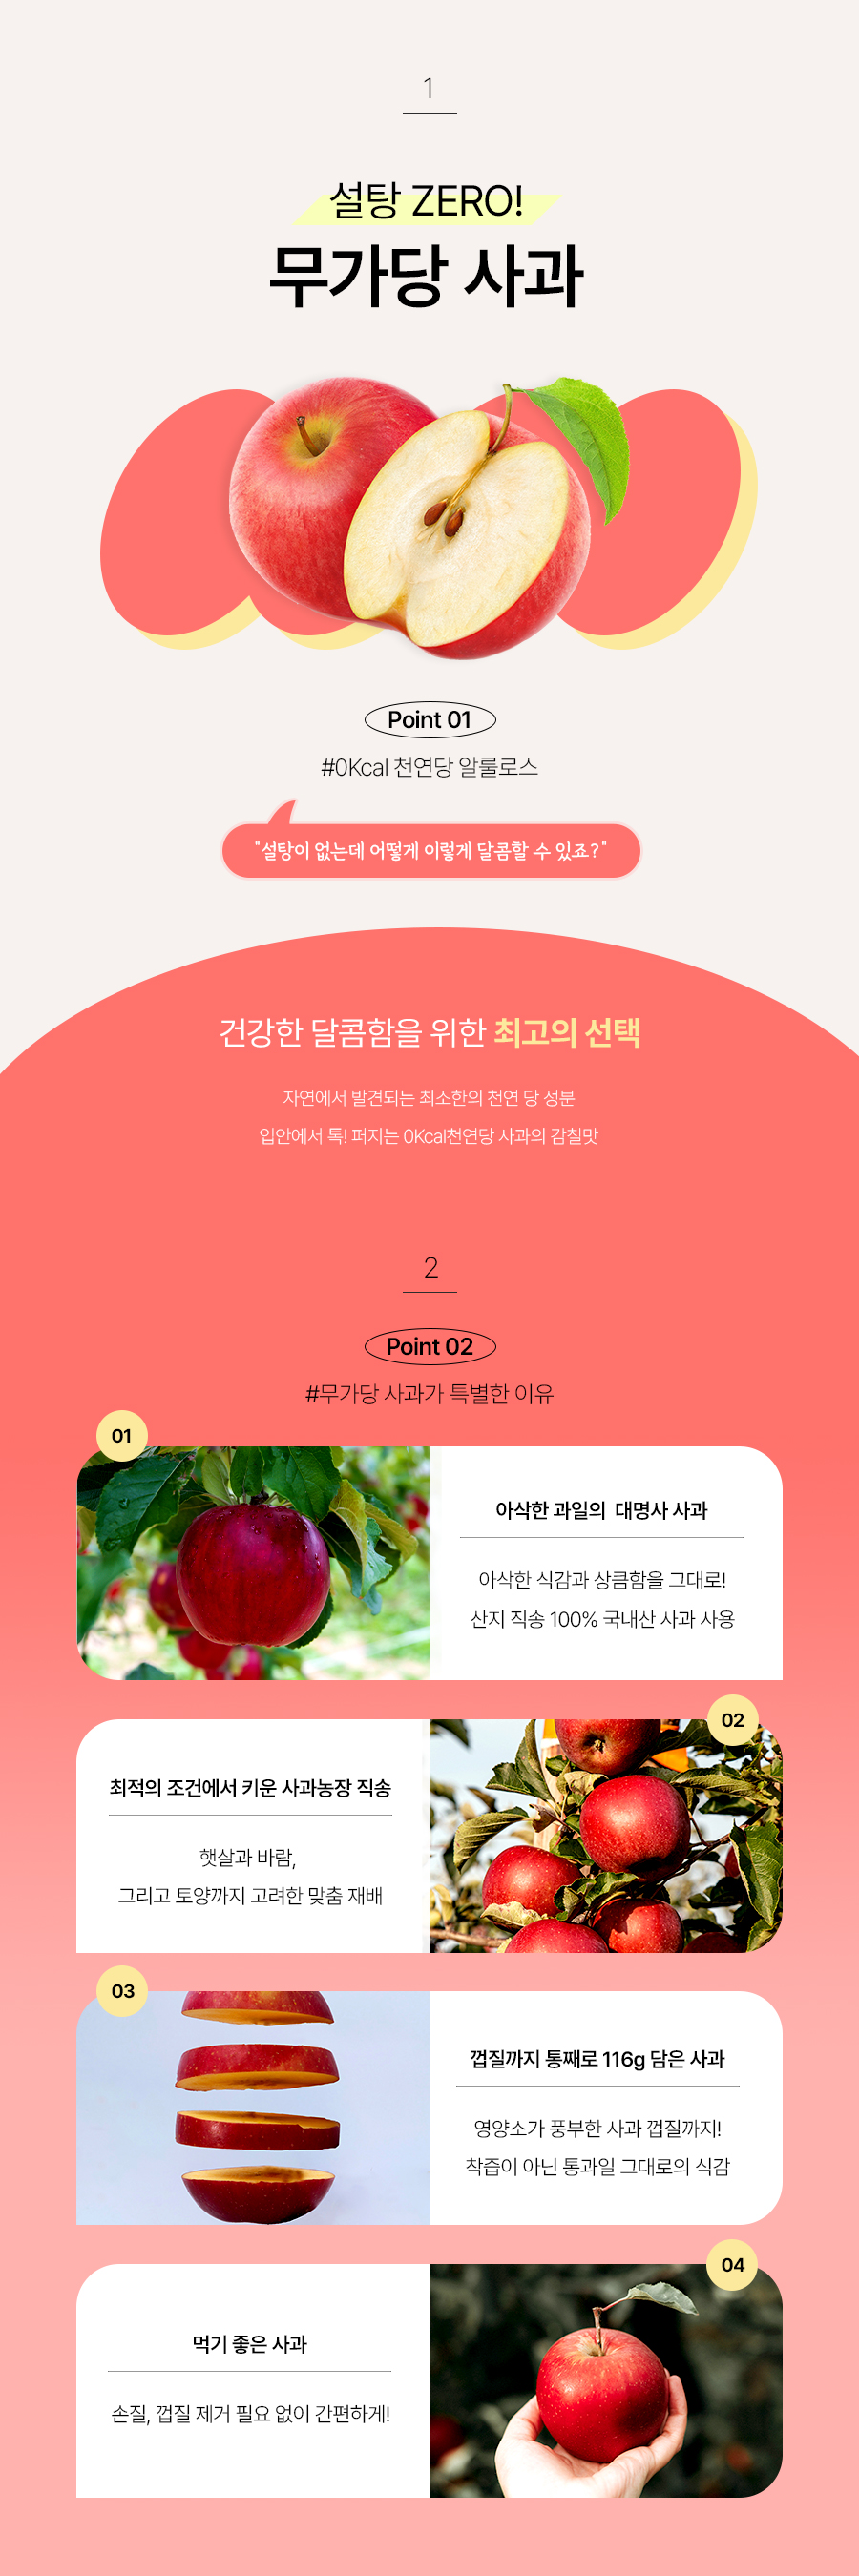 1
설탕 ZERO!
무가당 사과
Point 01
#0Kcal 천연당 알룰로스
"설탕이 없는데 어떻게 이렇게 달콤할 수 있죠?"
건강한 달콤함을 위한 최고의 선택
자연에서 발견되는 최소한의 천연 당 성분
입안에서 톡! 퍼지는 0Kcal천연당 사과의 감칠맛
2
Point 02
#무가당 사과가 특별한 이유
01
아삭한 과일의 대명사 사과
아삭한 식감과 상큼함을 그대로!
산지 직송 100% 국내산 사과 사용
02
최적의 조건에서 키운 사과농장 직송
햇살과 바람,
그리고 토양까지 고려한 맞춤 재배
03
껍질까지 통째로 116g 담은 사과
영양소가 풍부한 사과 껍질까지!
착즙이 아닌 통과일 그대로의 식감
04
먹기 좋은 사과
손질, 껍질 제거 필요 없이 간편하게!